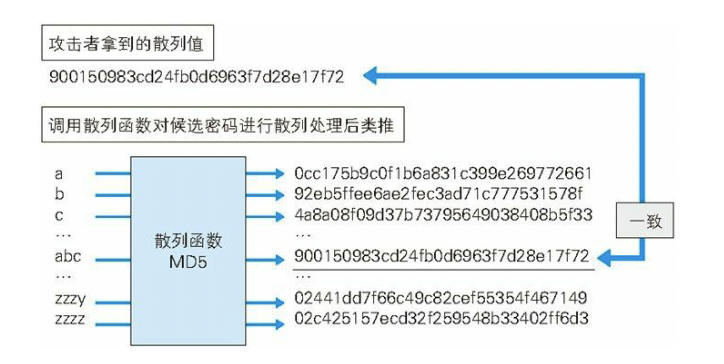 攻击者拿到的散列值
900150983cd24fb0d6963f7d28e17f72
调用散列函数对候选密码进行散列处理后类推
a
0cc175b9c0f1b6a831c399e269772661
b
92eb5ffee6ae2fec3ad71c777531578f
c
4a8a08f09d37b73795649038408b5f33
…
…
散列函数
MD5
一致
abc
900150983cd24fb0d6963f7d28e17f72
…
…
zzzy
02441dd7f66c49c82cef55354f467149
zzzz
02c425157ecd32f259548b33402ff6d3